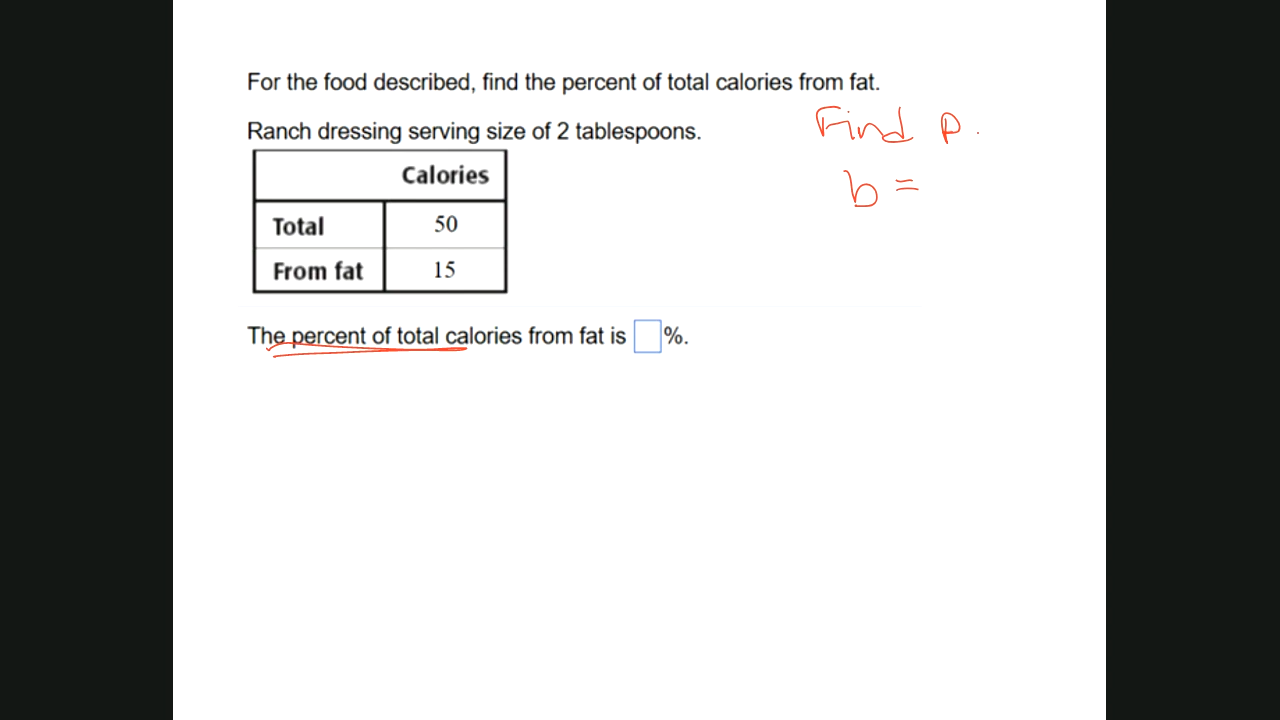 For the food described, find the percent of total calories from fat.
Ranch dressing serving size of 2 tablespoons.
Find p.
b =
Calories
Total 50
From fat 15
The percent of total calories from fat is %.